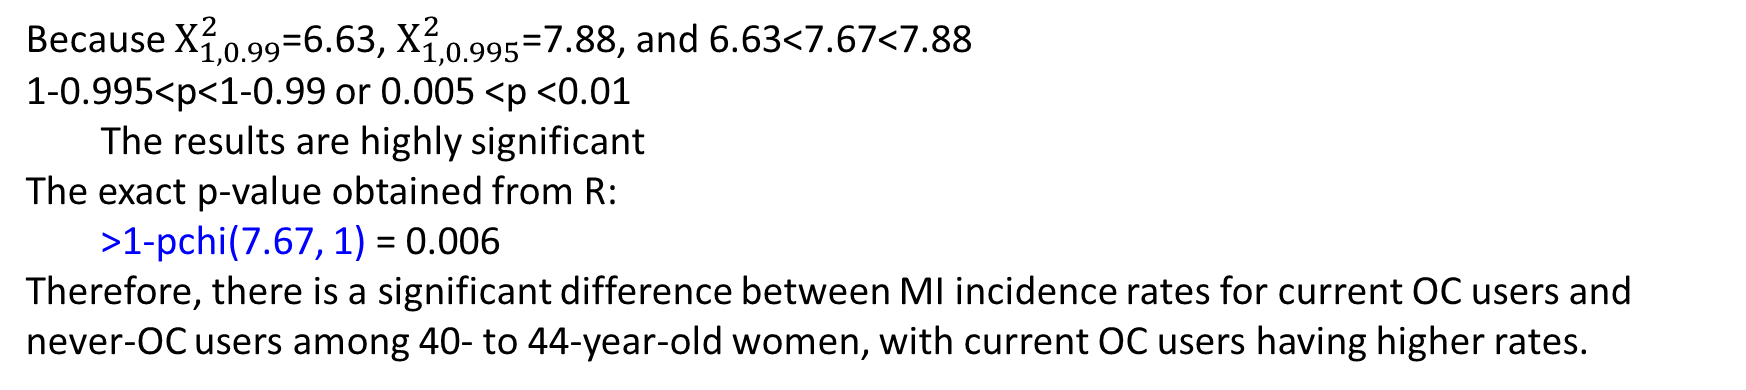 Because X²₁,₀.₉₉=6.63, X²₁,₀.₉₉₅=7.88, and 6.63<7.67<7.88
1-0.995<p<1-0.99 or 0.005 <p <0.01
The results are highly significant
The exact p-value obtained from R:
>1-pchi(7.67, 1) = 0.006
Therefore, there is a significant difference between MI incidence rates for current OC users and
never-OC users among 40- to 44-year-old women, with current OC users having higher rates.